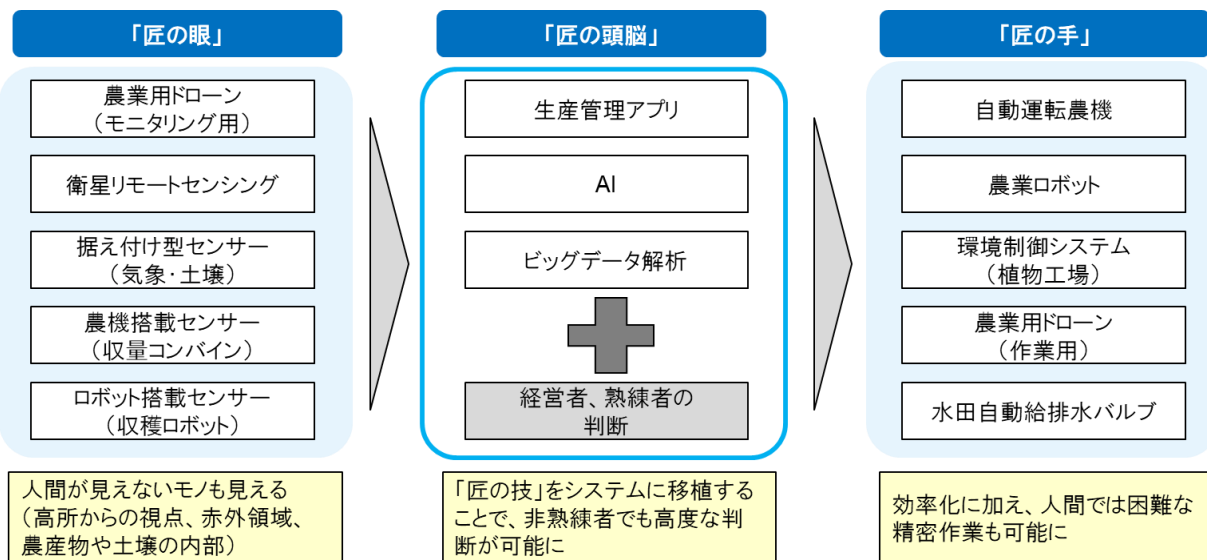 「匠の眼」
農業用ドローン
（モニタリング用）
衛星リモートセンシング
据え付け型センサー
（気象・土壌）
農機搭載センサー
（収量コンバイン）
ロボット搭載センサー
（収穫ロボット）
人間が見えないモノも見える
（高所からの視点、赤外領域、
農産物や土壌の内部）
「匠の頭脳」
生産管理アプリ
AI
ビッグデータ解析
経営者、熟練者の
判断
「匠の技」をシステムに移植する
ことで、非熟練者でも高度な判
断が可能に
「匠の手」
自動運転農機
農業ロボット
環境制御システム
（植物工場）
農業用ドローン
（作業用）
水田自動給排水バルブ
効率化に加え、人間では困難な
精密作業も可能に